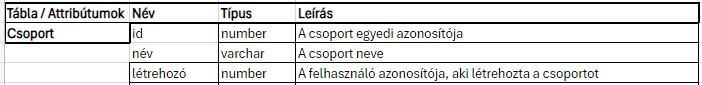 Tábla / Attribútumok Név Típus Leírás
Csoport id number A csoport egyedi azonosítója
név varchar A csoport neve
létrehozó number A felhasználó azonosítója, aki létrehozta a csoportot